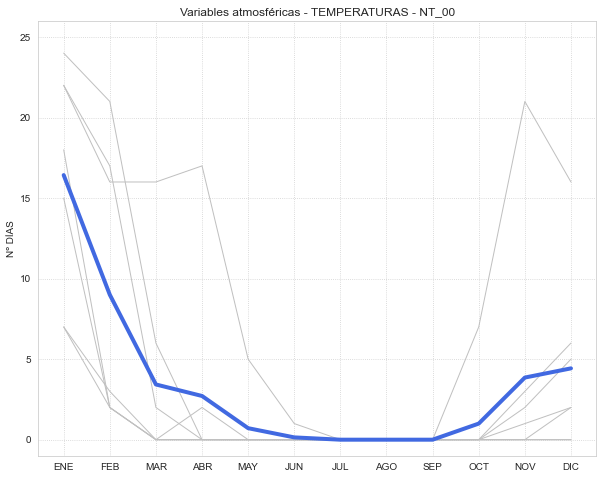 Variables atmosféricas - TEMPERATURAS - NT_00
25
20
15
10
5
0
Nº DÍAS
ENE FEB MAR ABR MAY JUN JUL AGO SEP OCT NOV DIC